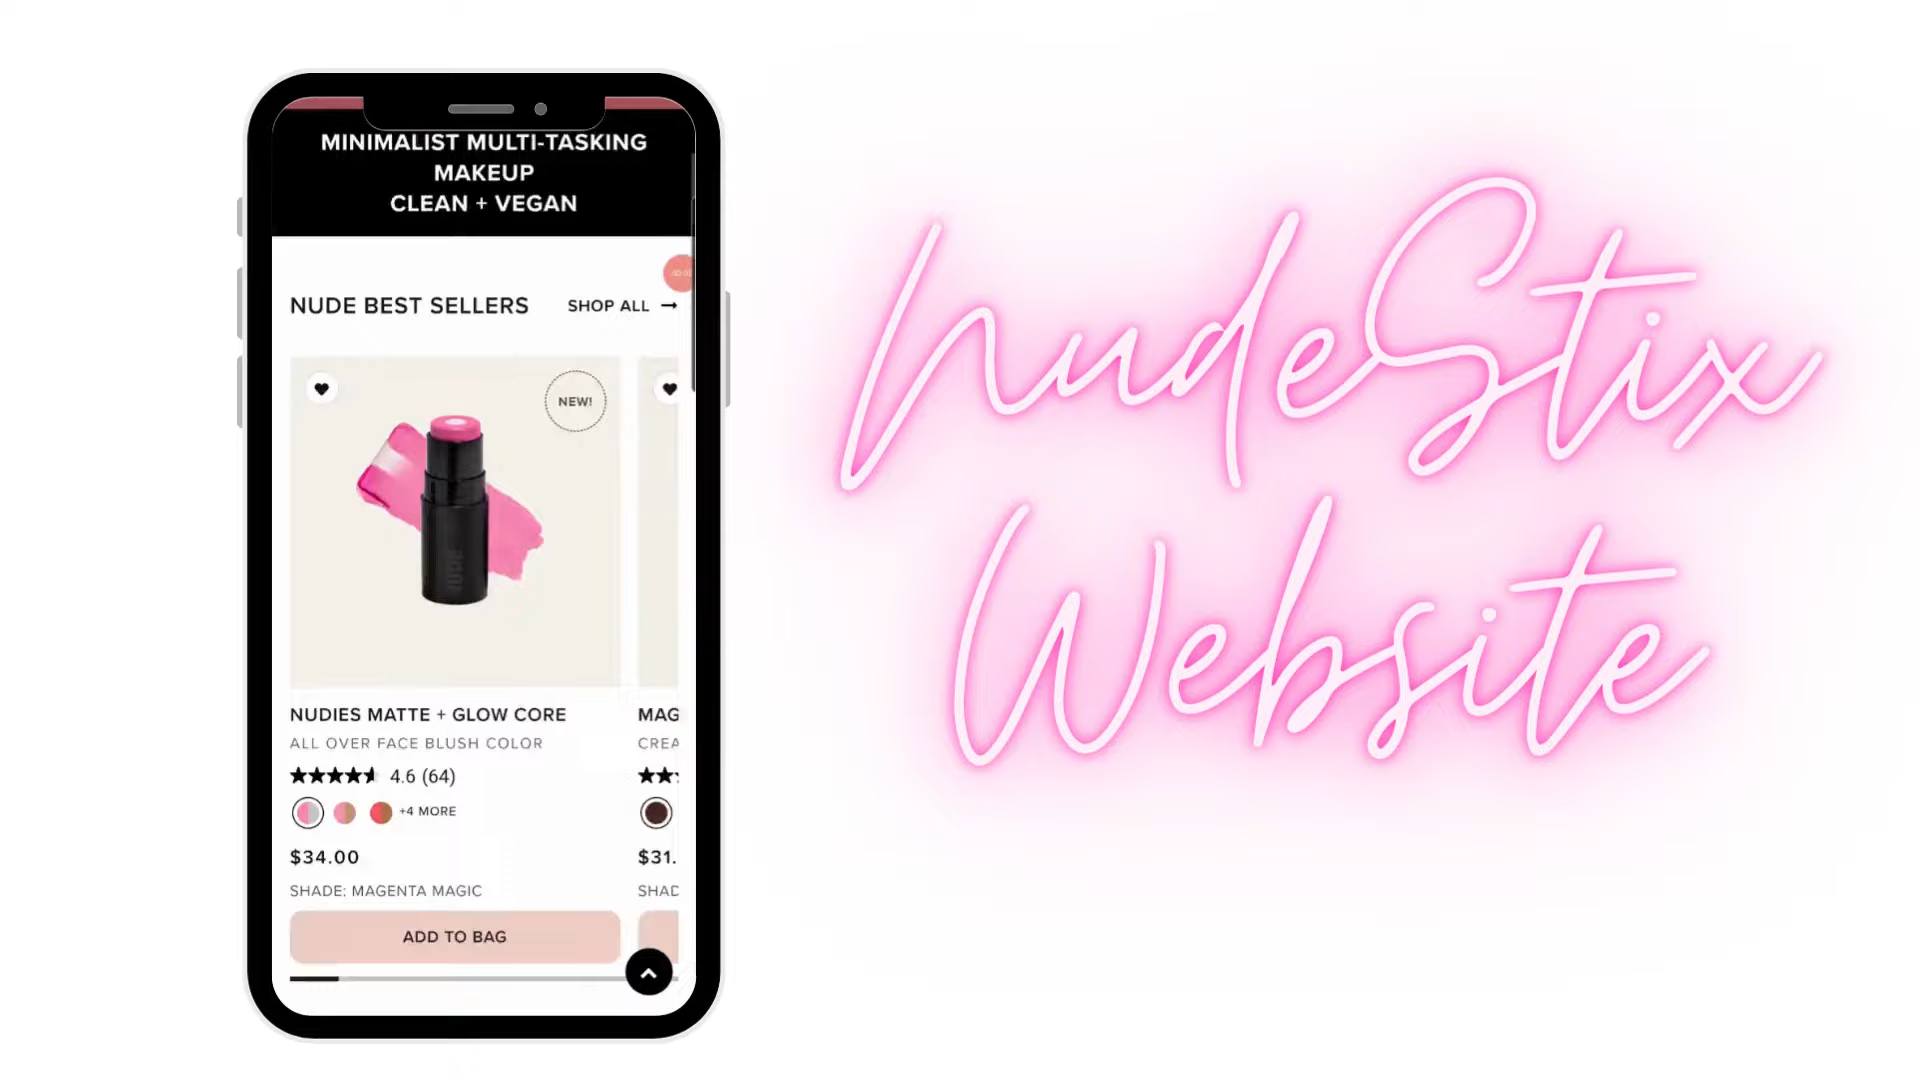 MINIMALIST MULTI-TASKING
MAKEUP
CLEAN + VEGAN
NUDE BEST SELLERS
SHOP ALL →
NEW!
NUDE
NUDIES MATTE + GLOW CORE
ALL OVER FACE BLUSH COLOR
4.6 (64)
+4 MORE
$34.00
SHADE: MAGENTA MAGIC
ADD TO BAG
MAG
CREA
$31.
SHAD
NudeStix
Website